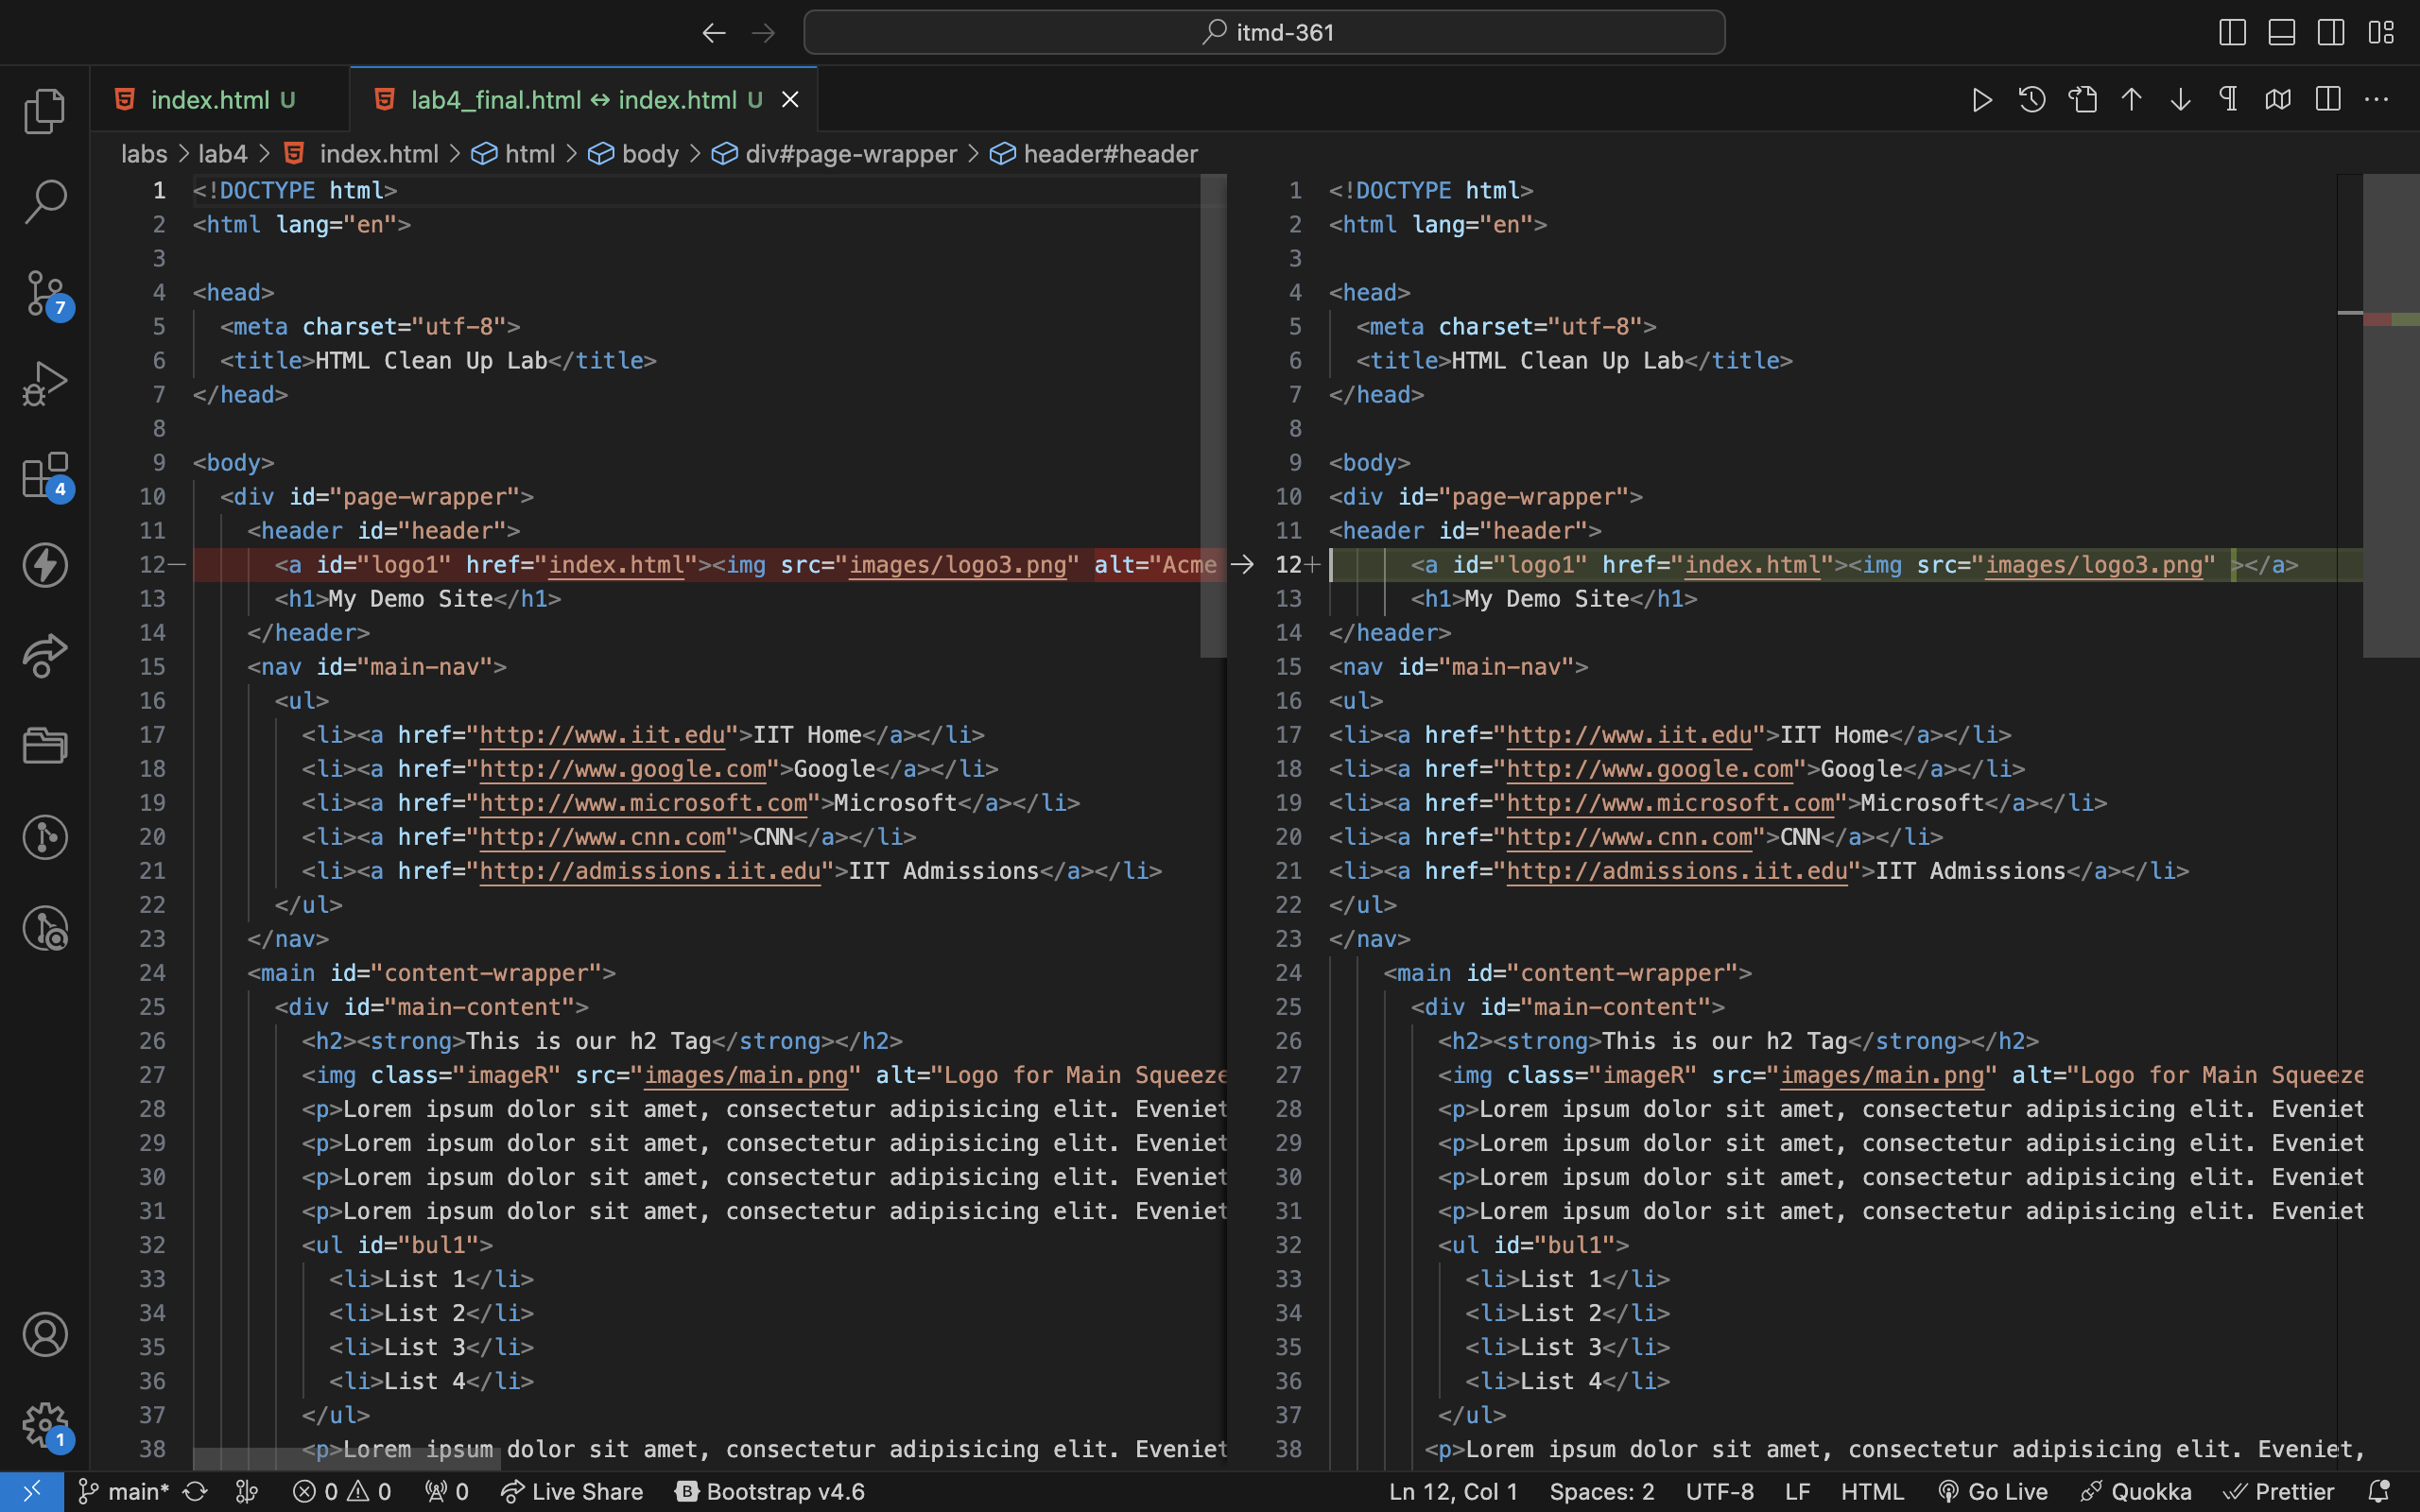 itmd-361
index.html U
lab4_final.html ↔ index.html U
labs > lab4 > index.html > html > body > div#page-wrapper > header#header
7
4
1
1 <!DOCTYPE html>
2 <html lang="en">
3
4 <head>
5 <meta charset="utf-8">
6 <title>HTML Clean Up Lab</title>
7 </head>
8
9 <body>
10 <div id="page-wrapper">
11 <header id="header">
12— <a id="logo1" href="index.html"><img src="images/logo3.png" alt="Acme
13 <h1>My Demo Site</h1>
14 </header>
15 <nav id="main-nav">
16 <ul>
17 <li><a href="http://www.iit.edu">IIT Home</a></li>
18 <li><a href="http://www.google.com">Google</a></li>
19 <li><a href="http://www.microsoft.com">Microsoft</a></li>
20 <li><a href="http://www.cnn.com">CNN</a></li>
21 <li><a href="http://admissions.iit.edu">IIT Admissions</a></li>
22 </ul>
23 </nav>
24 <main id="content-wrapper">
25 <div id="main-content">
26 <h2><strong>This is our h2 Tag</strong></h2>
27 <img class="imageR" src="images/main.png" alt="Logo for Main Squeeze
28 <p>Lorem ipsum dolor sit amet, consectetur adipisicing elit. Eveniet
29 <p>Lorem ipsum dolor sit amet, consectetur adipisicing elit. Eveniet
30 <p>Lorem ipsum dolor sit amet, consectetur adipisicing elit. Eveniet
31 <p>Lorem ipsum dolor sit amet, consectetur adipisicing elit. Eveniet
32 <ul id="bul1">
33 <li>List 1</li>
34 <li>List 2</li>
35 <li>List 3</li>
36 <li>List 4</li>
37 </ul>
38 <p>Lorem ipsum dolor sit amet, consectetur adipisicing elit. Eveniet
1 <!DOCTYPE html>
2 <html lang="en">
3
4 <head>
5 <meta charset="utf-8">
6 <title>HTML Clean Up Lab</title>
7 </head>
8
9 <body>
10 <div id="page-wrapper">
11 <header id="header">
12+ <a id="logo1" href="index.html"><img src="images/logo3.png" ></a>
13 <h1>My Demo Site</h1>
14 </header>
15 <nav id="main-nav">
16 <ul>
17 <li><a href="http://www.iit.edu">IIT Home</a></li>
18 <li><a href="http://www.google.com">Google</a></li>
19 <li><a href="http://www.microsoft.com">Microsoft</a></li>
20 <li><a href="http://www.cnn.com">CNN</a></li>
21 <li><a href="http://admissions.iit.edu">IIT Admissions</a></li>
22 </ul>
23 </nav>
24 <main id="content-wrapper">
25 <div id="main-content">
26 <h2><strong>This is our h2 Tag</strong></h2>
27 <img class="imageR" src="images/main.png" alt="Logo for Main Squeeze
28 <p>Lorem ipsum dolor sit amet, consectetur adipisicing elit. Eveniet
29 <p>Lorem ipsum dolor sit amet, consectetur adipisicing elit. Eveniet
30 <p>Lorem ipsum dolor sit amet, consectetur adipisicing elit. Eveniet
31 <p>Lorem ipsum dolor sit amet, consectetur adipisicing elit. Eveniet
32 <ul id="bul1">
33 <li>List 1</li>
34 <li>List 2</li>
35 <li>List 3</li>
36 <li>List 4</li>
37 </ul>
38 <p>Lorem ipsum dolor sit amet, consectetur adipisicing elit. Eveniet,
main* 0 0 0 Live Share B Bootstrap v4.6 Ln 12, Col 1 Spaces: 2 UTF-8 LF HTML Go Live Quokka Prettier